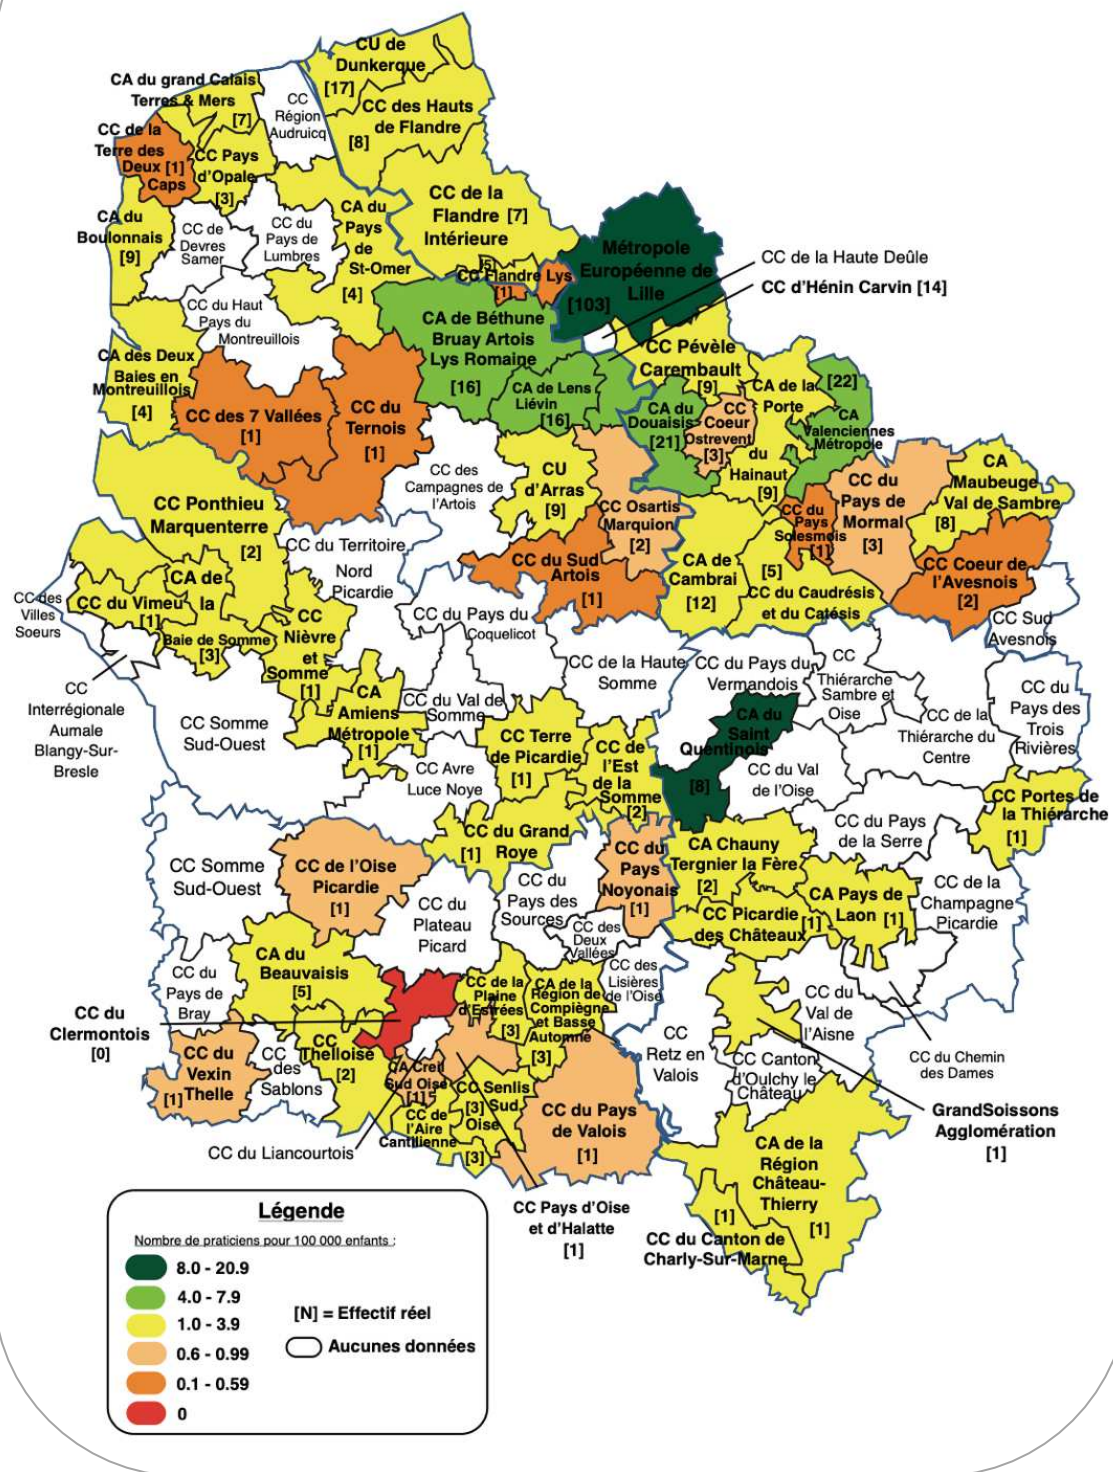 CU de
Dunkerque
[17]
CA du grand Calais
Terres & Mers
[7]
CC
Région
Audruicq
CC des Hauts
de Flandre
[8]
CC de la
Terre des
Deux [1]
Caps
CC Pays
d'Opale
[3]
CC de la
Flandre [7]
Intérieure
CA du
Boulonnais
[9]
CC de
Devres
Samer
CC du
Pays de
Lumbres
CA du
Pays
de
St-Omer
[4]
[5]
CC Flandre Lys
[1]
Métropole
Européenne de
Lille
[103]
CC de la Haute Deûle
CC d'Hénin Carvin [14]
CC du Haut
Pays du
Montreuillois
CA de Béthune
Bruay Artois
Lys Romaine
[16]
CC Pévèle
Carembault
[9]
CA des Deux
Baies en
Montreuillois
[4]
CA de Lens
Liévin
[16]
CA de la
Porte
du
Hainaut
[9]
[22]
CA
Valenciennes
Métropole
CC des 7 Vallées
[1]
CC du
Ternois
[1]
CA du
Douaisis
[21]
CC
Coeur
Ostrevent
[3]
CC des
Campagnes de
l'Artois
CU
d'Arras
[9]
CC Osartis
Marquion
[2]
CC du
Pays
Solesmois
[1]
CC du
Pays de
Mormal
[3]
CA
Maubeuge
Val de Sambre
[8]
CC Ponthieu
Marquenterre
[2]
CC du Territoire
Nord
Picardie
CC du Sud
Artois
[1]
CA de
Cambrai
[12]
[5]
CC du Caudrésis
et du Catésis
CC Coeur de
l'Avesnois
[2]
CC des
Villes
Soeurs
CC du Vimeu
[1]
CA de
la
Baie de Somme
[3]
CC
Nièvre
et
Somme
[1]
CC du Pays du
Coquelicot
CC Sud
Avesnois
CC
Interrégionale
Aumale
Blangy-Sur-
Bresle
CC Somme
Sud-Ouest
CA
Amiens
Métropole
[1]
CC du Val de
Somme
CC de la Haute
Somme
CC du Pays du
Vermandois
CC
Thiérarche
Sambre et
Oise
CC de la
Thiérarche du
Centre
CC du
Pays des
Trois
Rivières
CA du
Saint
Quentinois
[8]
CC Avre
Luce Noye
CC Terre
de Picardie
[1]
CC de
l'Est
de la
Somme
[2]
CC du Val
de l'Oise
CC Portes de
la Thiérarche
[1]
CC du Grand
[1] Roye
CC du Pays
de la Serre
CC Somme
Sud-Ouest
CC de l'Oise
Picardie
[1]
CC du
Pays
Noyonais
[1]
CA Chauny
Tergnier la Fère
[2]
CA Pays de
Laon [1]
CC de la
Champagne
Picardie
CC du
Plateau
Picard
CC du
Pays des
Sources
CC Picardie
des Châteaux
[1]
CC des
Deux
Vallées
CA du
Beauvaisis
[5]
CC du
Pays de
Bray
CC de la
Plaine
d'Estrées
[3]
CA de la
Région de
Compiègne
et Basse
Automne
[3]
CC des
Lisières
de l'Oise
CC du
Val de
l'Aisne
CC du
Clermontois
[0]
CC du
Vexin
[1] Thelle
CC
des
Sablons
CC
Thelloise
[2]
CA Creil
Sud Oise
[1]5
CC Senlis
[3] Sud
Oise
CC
Retz en
Valois
CC Canton
d'Oulchy le
Château
CC du Chemin
des Dames
CC du Liancourtois
CC de
l'Aire
Cantilienne
[3]
CC du Pays
de Valois
[1]
GrandSoissons
Agglomération
[1]
CA de la
Région
Château-
Thierry
[1]
CC Pays d'Oise
et d'Halatte
[1]
[1]
CC du Canton de
Charly-Sur-Marne
Légende
Nombre de praticiens pour 100 000 enfants :
8.0 - 20.9
4.0 - 7.9
1.0 - 3.9
0.6 - 0.99
0.1 - 0.59
0
[N] = Effectif réel
Aucunes données